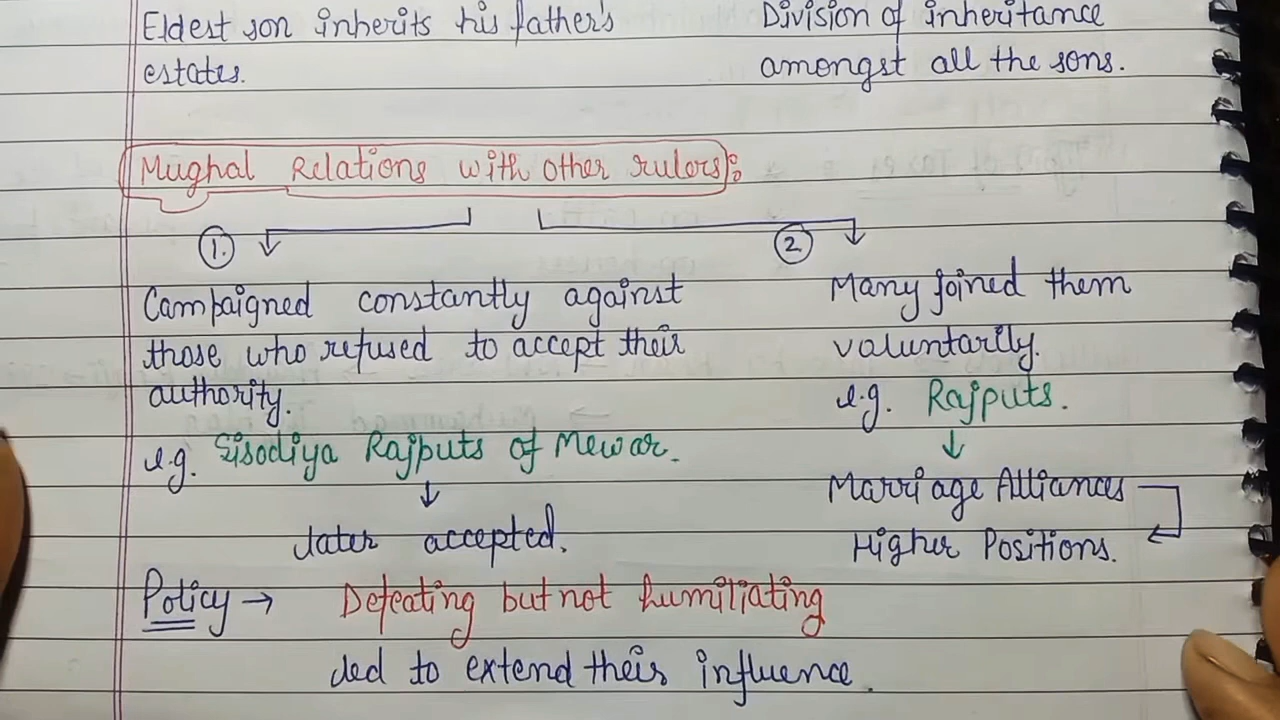 Eldest son inherits his father's
estates.
Division of inheritance
amongst all the sons.
Mughal Relations with other rulers:
1.
Campaigned constantly against
those who refused to accept their
authority.
e.g. Sisodiya Rajputs of Mewar.
↓
later accepted.
2
Many joined them
voluntarily.
e.g. Rajputs.
↓
Marriage Alliances
Higher Positions.
Policy → Defeating but not humiliating
led to extend their influence.